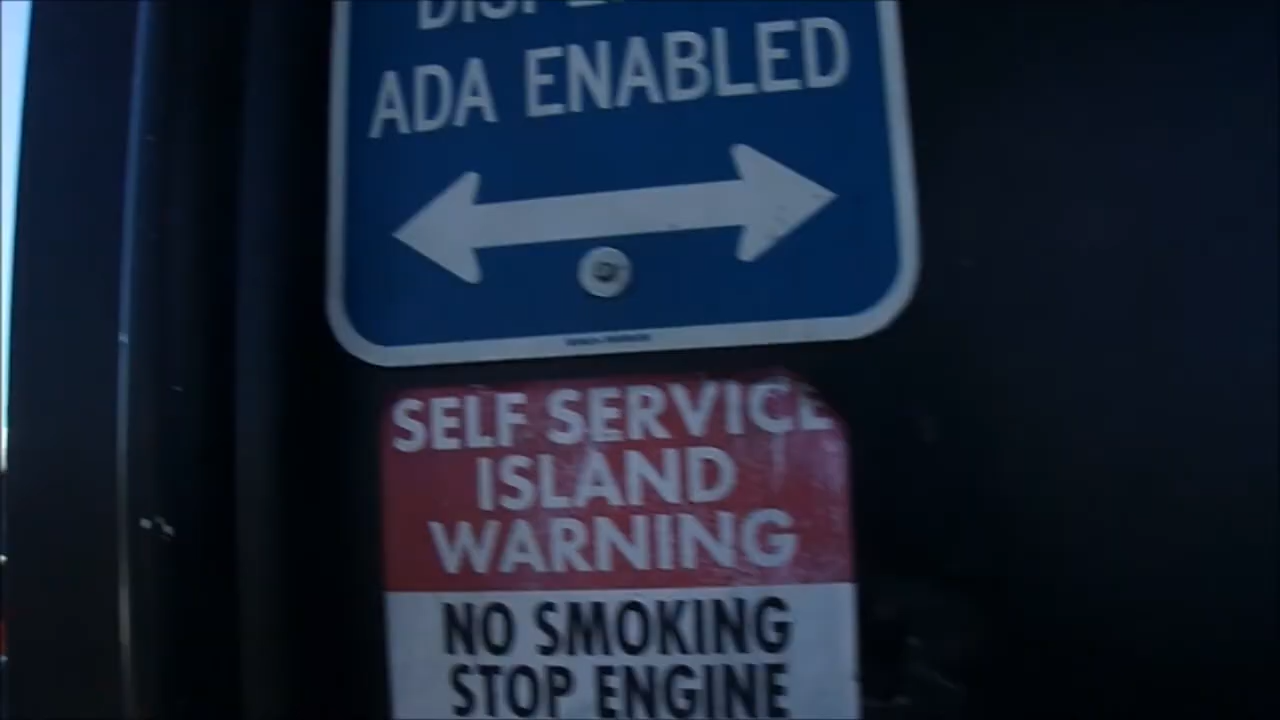 ADA ENABLED
SELF SERVICE
ISLAND
WARNING
NO SMOKING
STOP ENGINE